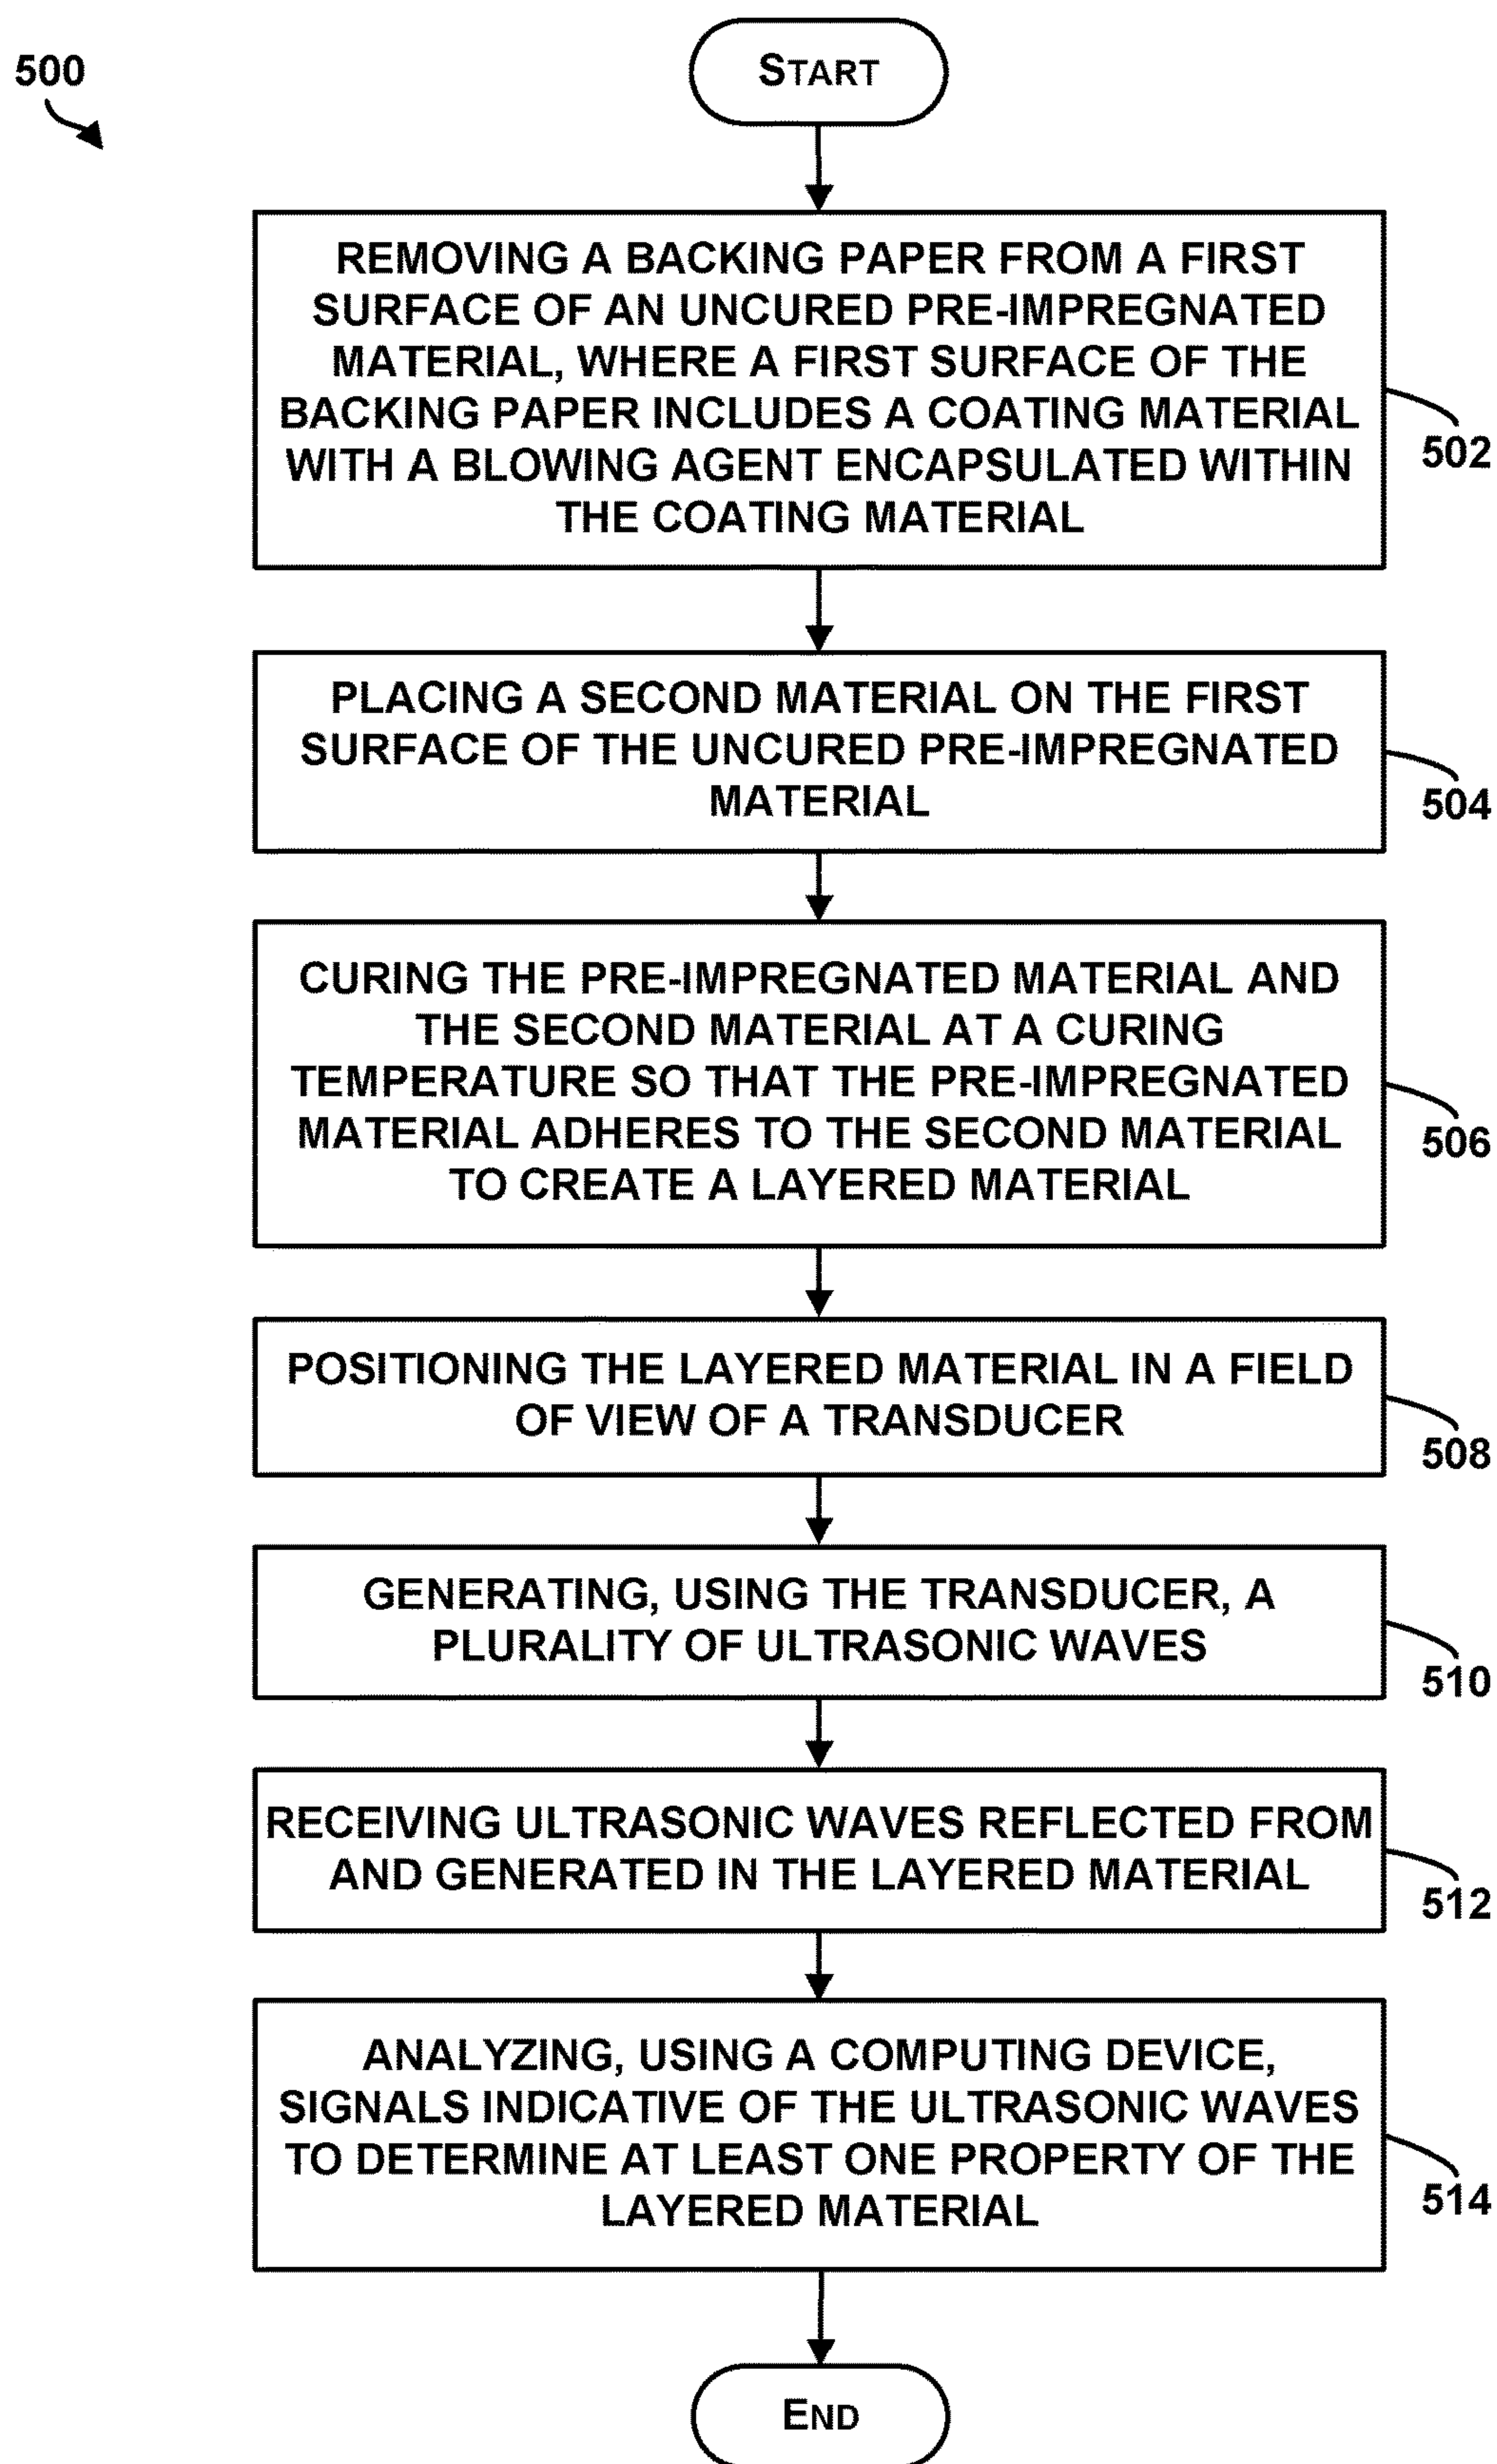 500
START
REMOVING A BACKING PAPER FROM A FIRST
SURFACE OF AN UNCURED PRE-IMPREGNATED
MATERIAL, WHERE A FIRST SURFACE OF THE
BACKING PAPER INCLUDES A COATING MATERIAL
WITH A BLOWING AGENT ENCAPSULATED WITHIN
THE COATING MATERIAL
502
PLACING A SECOND MATERIAL ON THE FIRST
SURFACE OF THE UNCURED PRE-IMPREGNATED
MATERIAL
504
CURING THE PRE-IMPREGNATED MATERIAL AND
THE SECOND MATERIAL AT A CURING
TEMPERATURE SO THAT THE PRE-IMPREGNATED
MATERIAL ADHERES TO THE SECOND MATERIAL
TO CREATE A LAYERED MATERIAL
506
POSITIONING THE LAYERED MATERIAL IN A FIELD
OF VIEW OF A TRANSDUCER
508
GENERATING, USING THE TRANSDUCER, A
PLURALITY OF ULTRASONIC WAVES
510
RECEIVING ULTRASONIC WAVES REFLECTED FROM
AND GENERATED IN THE LAYERED MATERIAL
512
ANALYZING, USING A COMPUTING DEVICE,
SIGNALS INDICATIVE OF THE ULTRASONIC WAVES
TO DETERMINE AT LEAST ONE PROPERTY OF THE
LAYERED MATERIAL
514
END